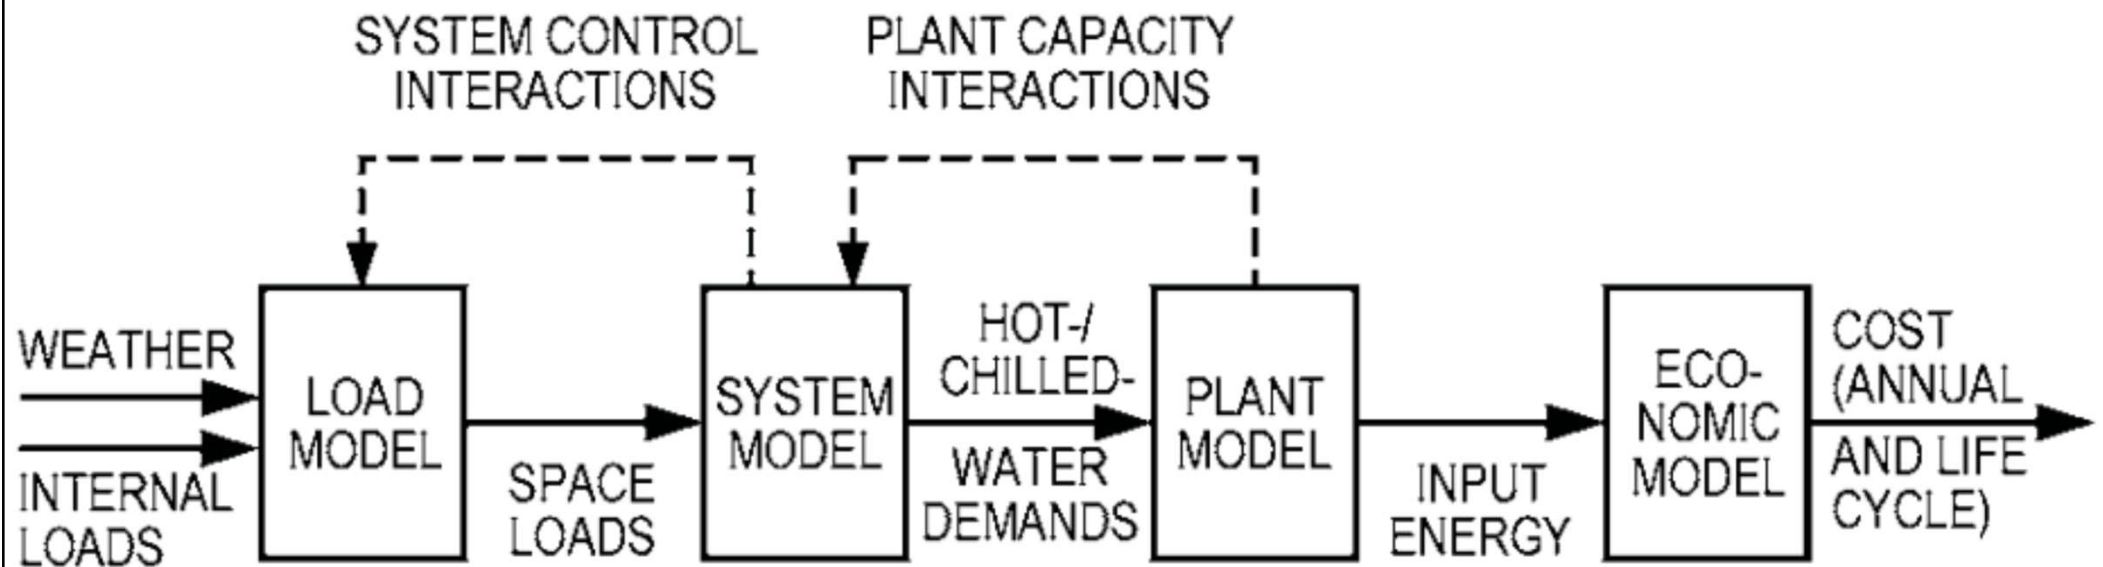 SYSTEM CONTROL
INTERACTIONS
PLANT CAPACITY
INTERACTIONS
WEATHER
INTERNAL
LOADS
LOAD
MODEL
SPACE
LOADS
SYSTEM
MODEL
HOT-/
CHILLED-
WATER
DEMANDS
PLANT
MODEL
INPUT
ENERGY
ECO-
NOMIC
MODEL
COST
(ANNUAL
AND LIFE
CYCLE)